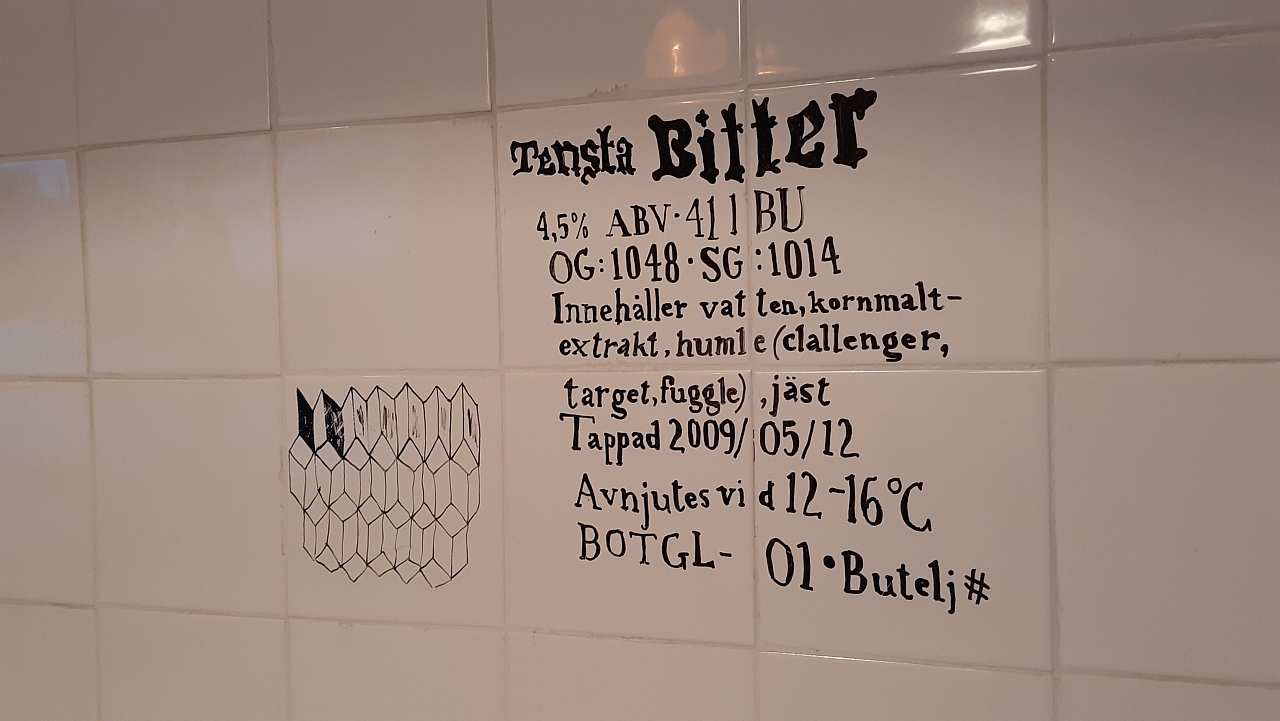 Tensta Bitter
4,5% ABV·41 IBU
OG:1048·SG:1014
Innehåller vatten, kornmalt-
extrakt, humle (clallenger,
target, fuggle), jäst
Tappad 2009/05/12
Avnjutes vid 12-16°C
BOTGL-01·Butelj#